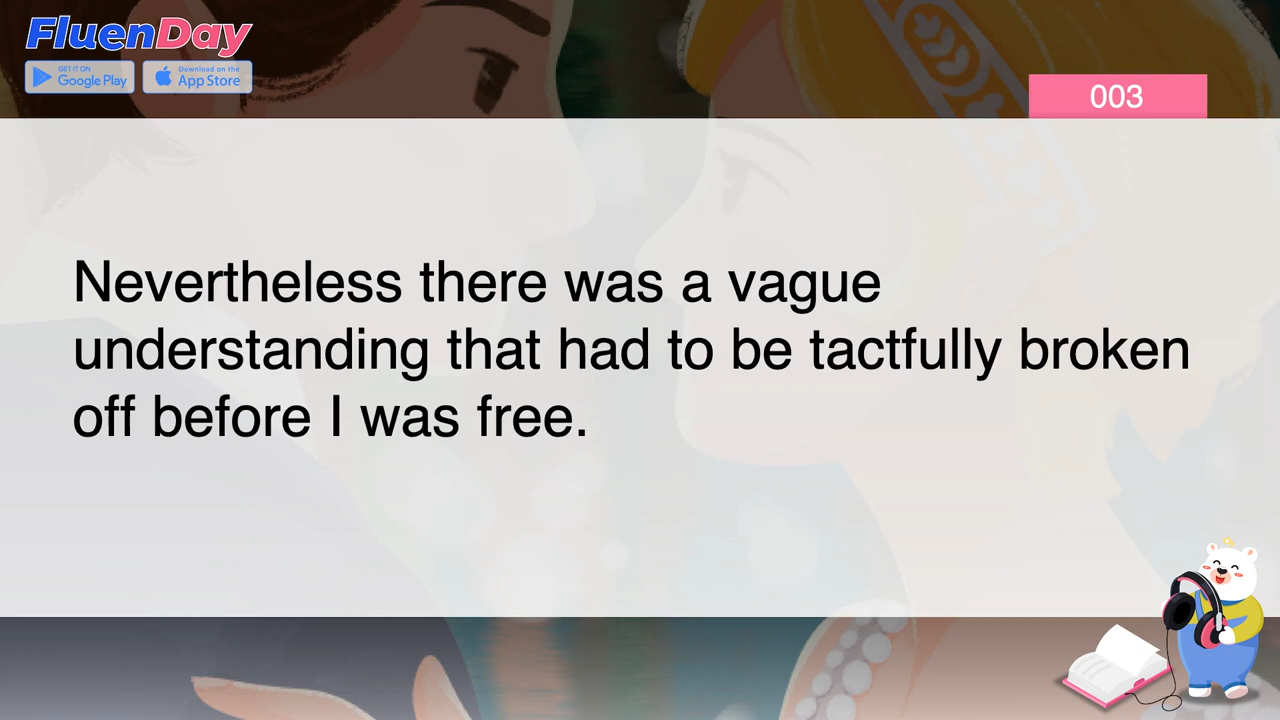 FluenDay
GET IT ON
Google Play
Download on the
App Store
003
Nevertheless there was a vague
understanding that had to be tactfully broken
off before I was free.